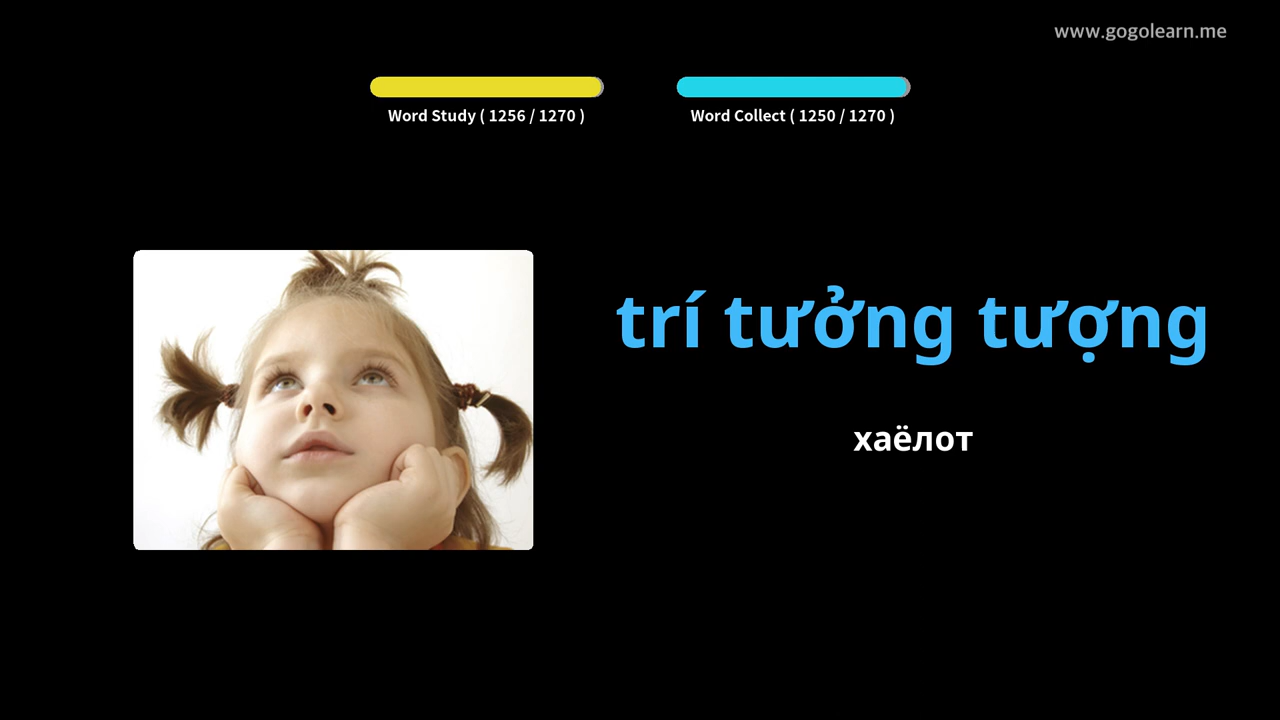 www.gogolearn.me
Word Study ( 1256 / 1270 )
Word Collect ( 1250 / 1270 )
trí tưởng tượng
хаёлот